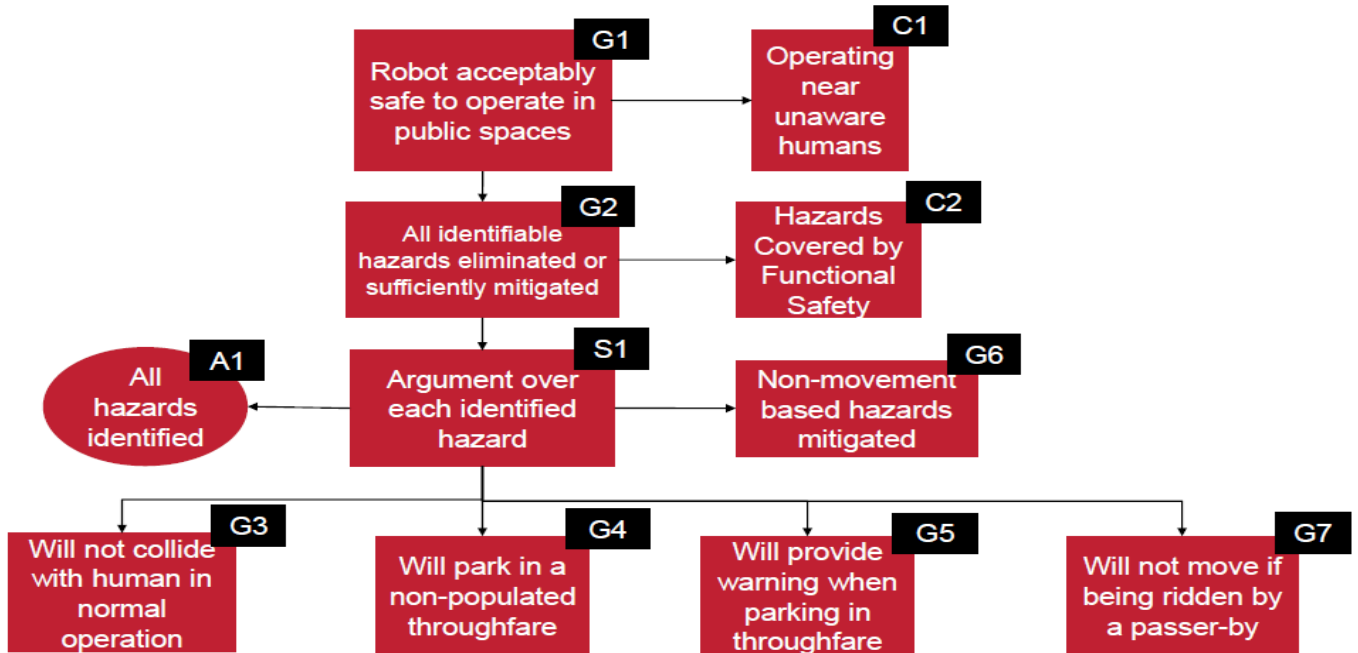 G1
Robot acceptably
safe to operate in
public spaces
C1
Operating
near
unaware
humans
G2
All identifiable
hazards eliminated or
sufficiently mitigated
C2
Hazards
Covered by
Functional
Safety
A1
All
hazards
identified
S1
Argument over
each identified
hazard
G6
Non-movement
based hazards
mitigated
G3
Will not collide
with human in
normal
operation
G4
Will park in a
non-populated
throughfare
G5
Will provide
warning when
parking in
throughfare
G7
Will not move if
being ridden by
a passer-by